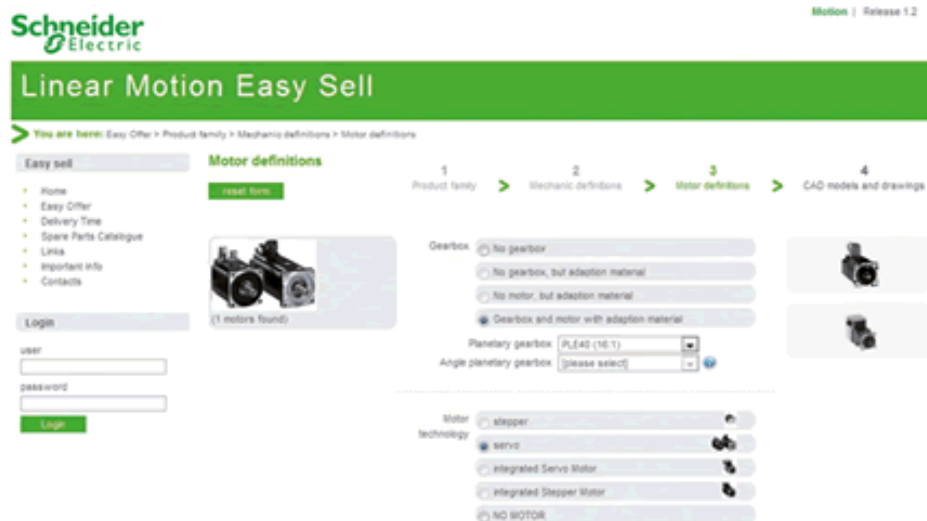 Motion | Release 1.2
Schneider
Electric
Linear Motion Easy Sell
You are here: Easy Offer > Product family > Mechanic definitions > Motor definitions
Easy sell
Home
Easy Offer
Delivery Time
Spare Parts Catalogue
Links
Important info
Contacts
Login
user
password
Login
Motor definitions
reset form
1
Product family
2
Mechanic definitions
3
Motor definitions
4
CAD models and drawings
(1 motors found)
Gearbox
No gearbox
No gearbox, but adaption material
No motor, but adaption material
Gearbox and motor with adaption material
Planetary gearbox PLE40 (16:1)
Angle planetary gearbox [please select]
Motor technology
stepper
servo
integrated Servo Motor
integrated Stepper Motor
NO MOTOR